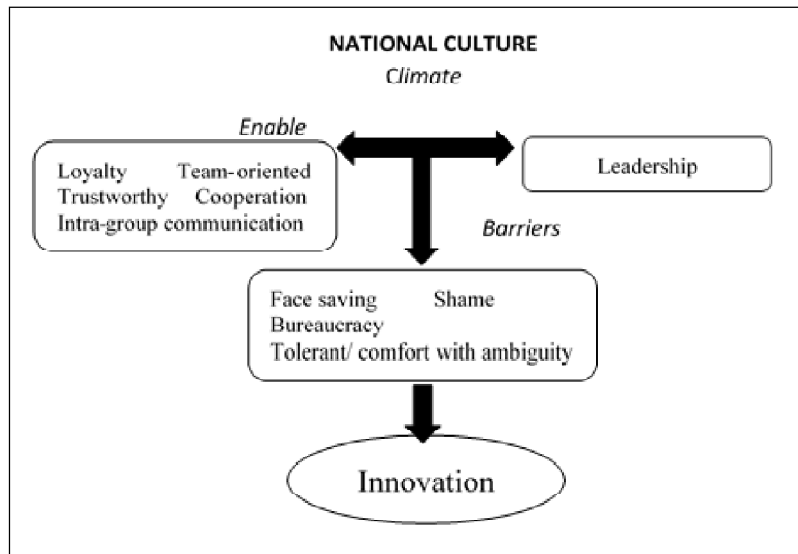 NATIONAL CULTURE
Climate
Enable
Loyalty Team-oriented
Trustworthy Cooperation
Intra-group communication
Leadership
Barriers
Face saving Shame
Bureaucracy
Tolerant/ comfort with ambiguity
Innovation